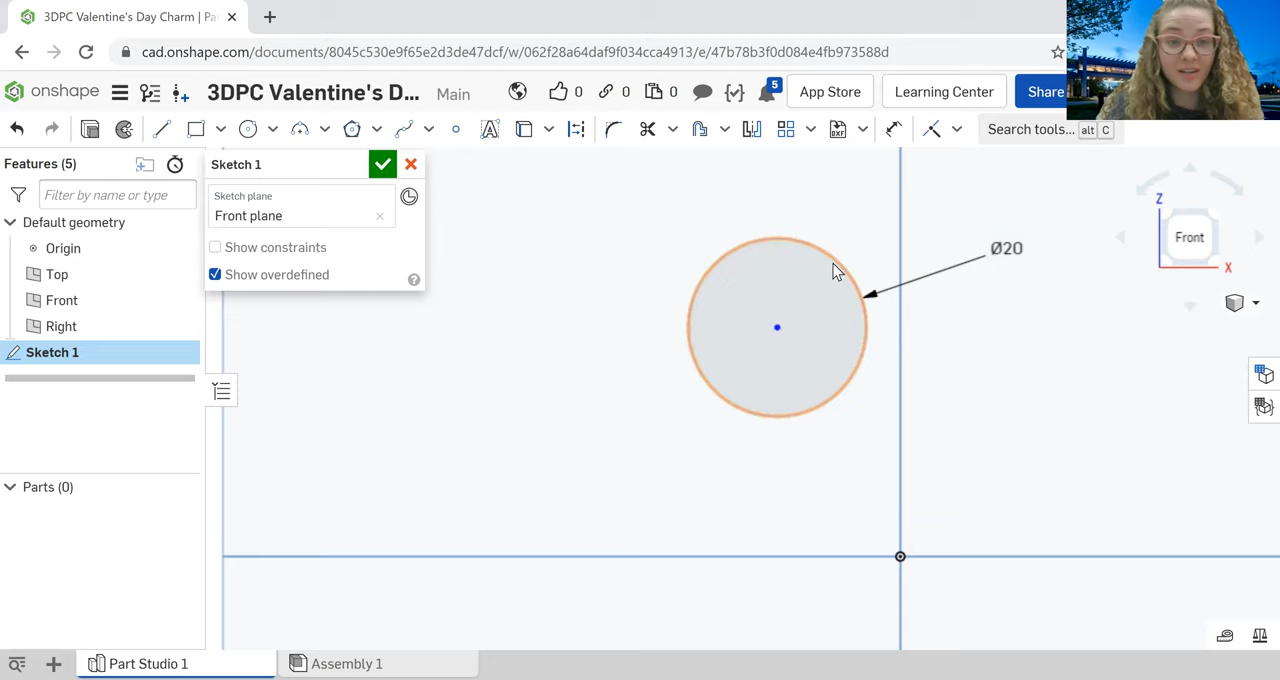 3DPC Valentine's Day Charm | Pa
cad.onshape.com/documents/8045c530e9f65e2d3de47dcf/w/062f28a64daf9f034cca4913/e/47b78b3f0d084e4fb973588d
onshape 3DPC Valentine's D... Main 0 0 0 5 App Store Learning Center Share
Search tools... alt C
Features (5)
Sketch 1
Filter by name or type
Sketch plane
Front plane
Default geometry
Show constraints
Origin
Show overdefined
Top
Front
Right
Sketch 1
Ø20
Z
Front
X
Parts (0)
Part Studio 1
Assembly 1